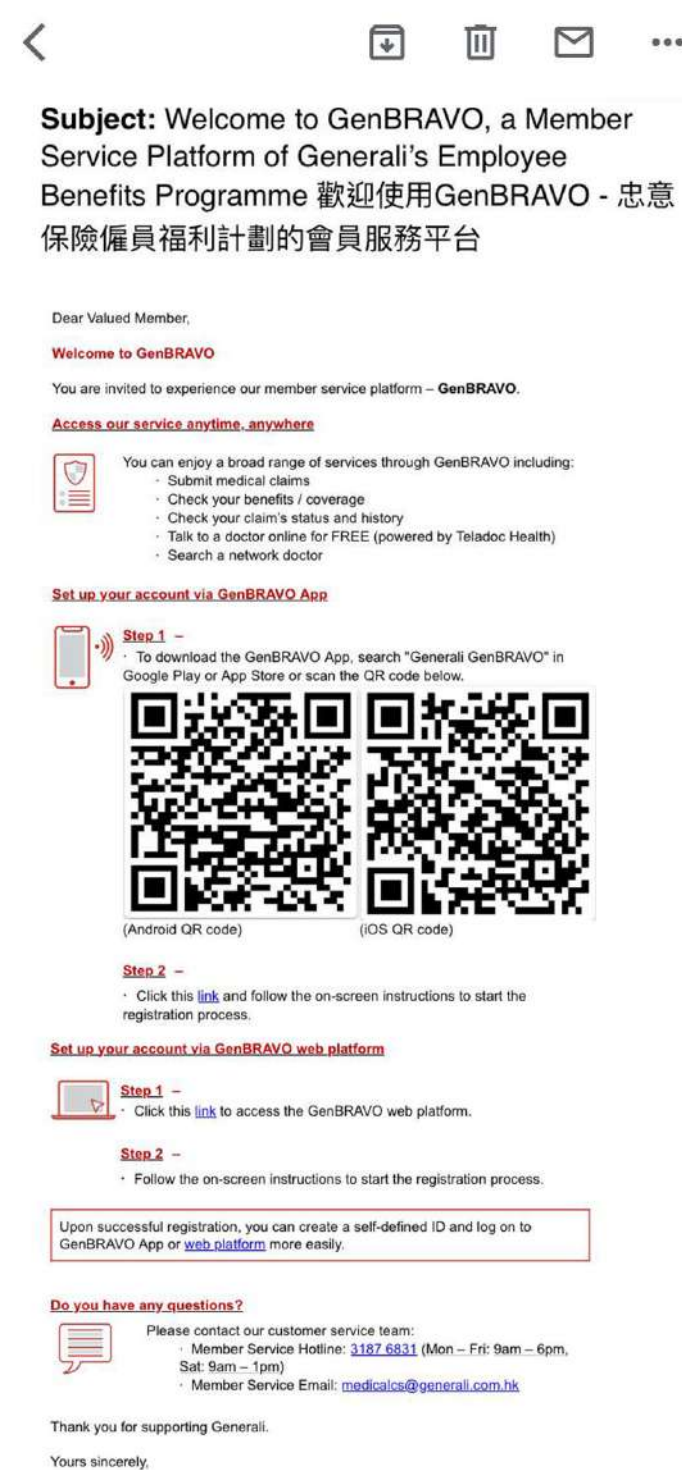 Subject: Welcome to GenBRAVO, a Member
Service Platform of Generali's Employee
Benefits Programme 歡迎使用GenBRAVO - 忠意
保險僱員福利計劃的會員服務平台
Dear Valued Member,
Welcome to GenBRAVO
You are invited to experience our member service platform – GenBRAVO.
Access our service anytime, anywhere
You can enjoy a broad range of services through GenBRAVO including:
· Submit medical claims
· Check your benefits / coverage
· Check your claim's status and history
· Talk to a doctor online for FREE (powered by Teladoc Health)
· Search a network doctor
Set up your account via GenBRAVO App
Step 1 –
· To download the GenBRAVO App, search "Generali GenBRAVO" in
Google Play or App Store or scan the QR code below.
(Android QR code) (iOS QR code)
Step 2 –
· Click this link and follow the on-screen instructions to start the
registration process.
Set up your account via GenBRAVO web platform
Step 1 –
· Click this link to access the GenBRAVO web platform.
Step 2 –
· Follow the on-screen instructions to start the registration process.
Upon successful registration, you can create a self-defined ID and log on to
GenBRAVO App or web platform more easily.
Do you have any questions?
Please contact our customer service team:
· Member Service Hotline: 3187 6831 (Mon – Fri: 9am – 6pm,
Sat: 9am – 1pm)
· Member Service Email: medicalcs@generali.com.hk
Thank you for supporting Generali.
Yours sincerely,